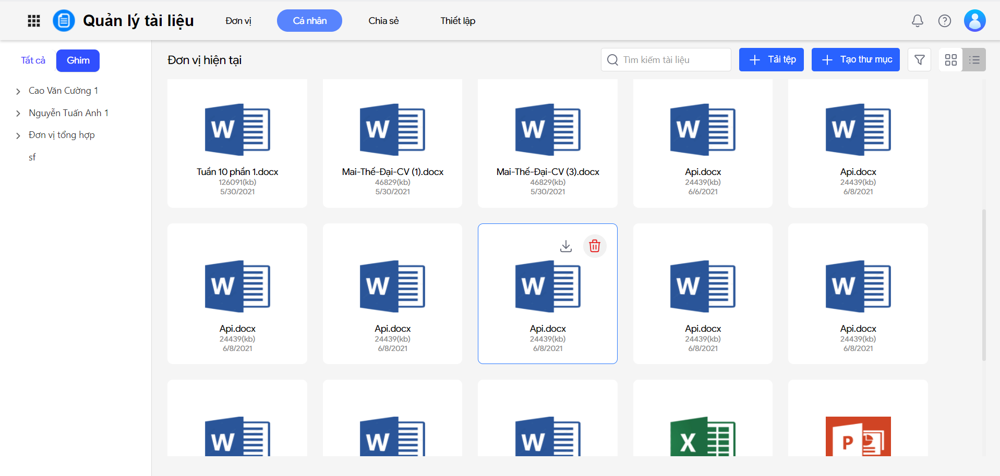 Quản lý tài liệu
Đơn vị
Cá nhân
Chia sẻ
Thiết lập
Tất cả
Ghim
Cao Văn Cường 1
Nguyễn Tuấn Anh 1
Đơn vị tổng hợp
sf
Đơn vị hiện tại
Tìm kiếm tài liệu
Tải tệp
Tạo thư mục
W
W
W
W
W
Tuần 10 phần 1.docx
126091(kb)
5/30/2021
Mai-Thế-Đại-CV (1).docx
46829(kb)
5/30/2021
Mai-Thế-Đại-CV (3).docx
46829(kb)
5/30/2021
Api.docx
24439(kb)
6/6/2021
Api.docx
24439(kb)
6/8/2021
W
W
W
W
W
Api.docx
24439(kb)
6/8/2021
Api.docx
24439(kb)
6/8/2021
Api.docx
24439(kb)
6/8/2021
Api.docx
24439(kb)
6/8/2021
Api.docx
24439(kb)
6/8/2021
W
W
W
X
P